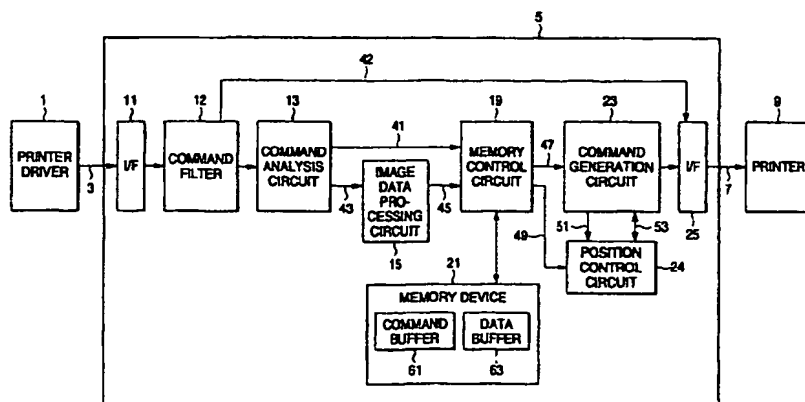 5
42
1
11
12
13
19
23
9
PRINTER
DRIVER
3
I/F
COMMAND
FILTER
COMMAND
ANALYSIS
CIRCUIT
41
43
IMAGE
DATA
PRO-
CESSING
CIRCUIT
15
45
MEMORY
CONTROL
CIRCUIT
47
49
COMMAND
GENERATION
CIRCUIT
51
53
I/F
25
7
PRINTER
POSITION
CONTROL
CIRCUIT
24
21
MEMORY DEVICE
COMMAND
BUFFER
61
DATA
BUFFER
63